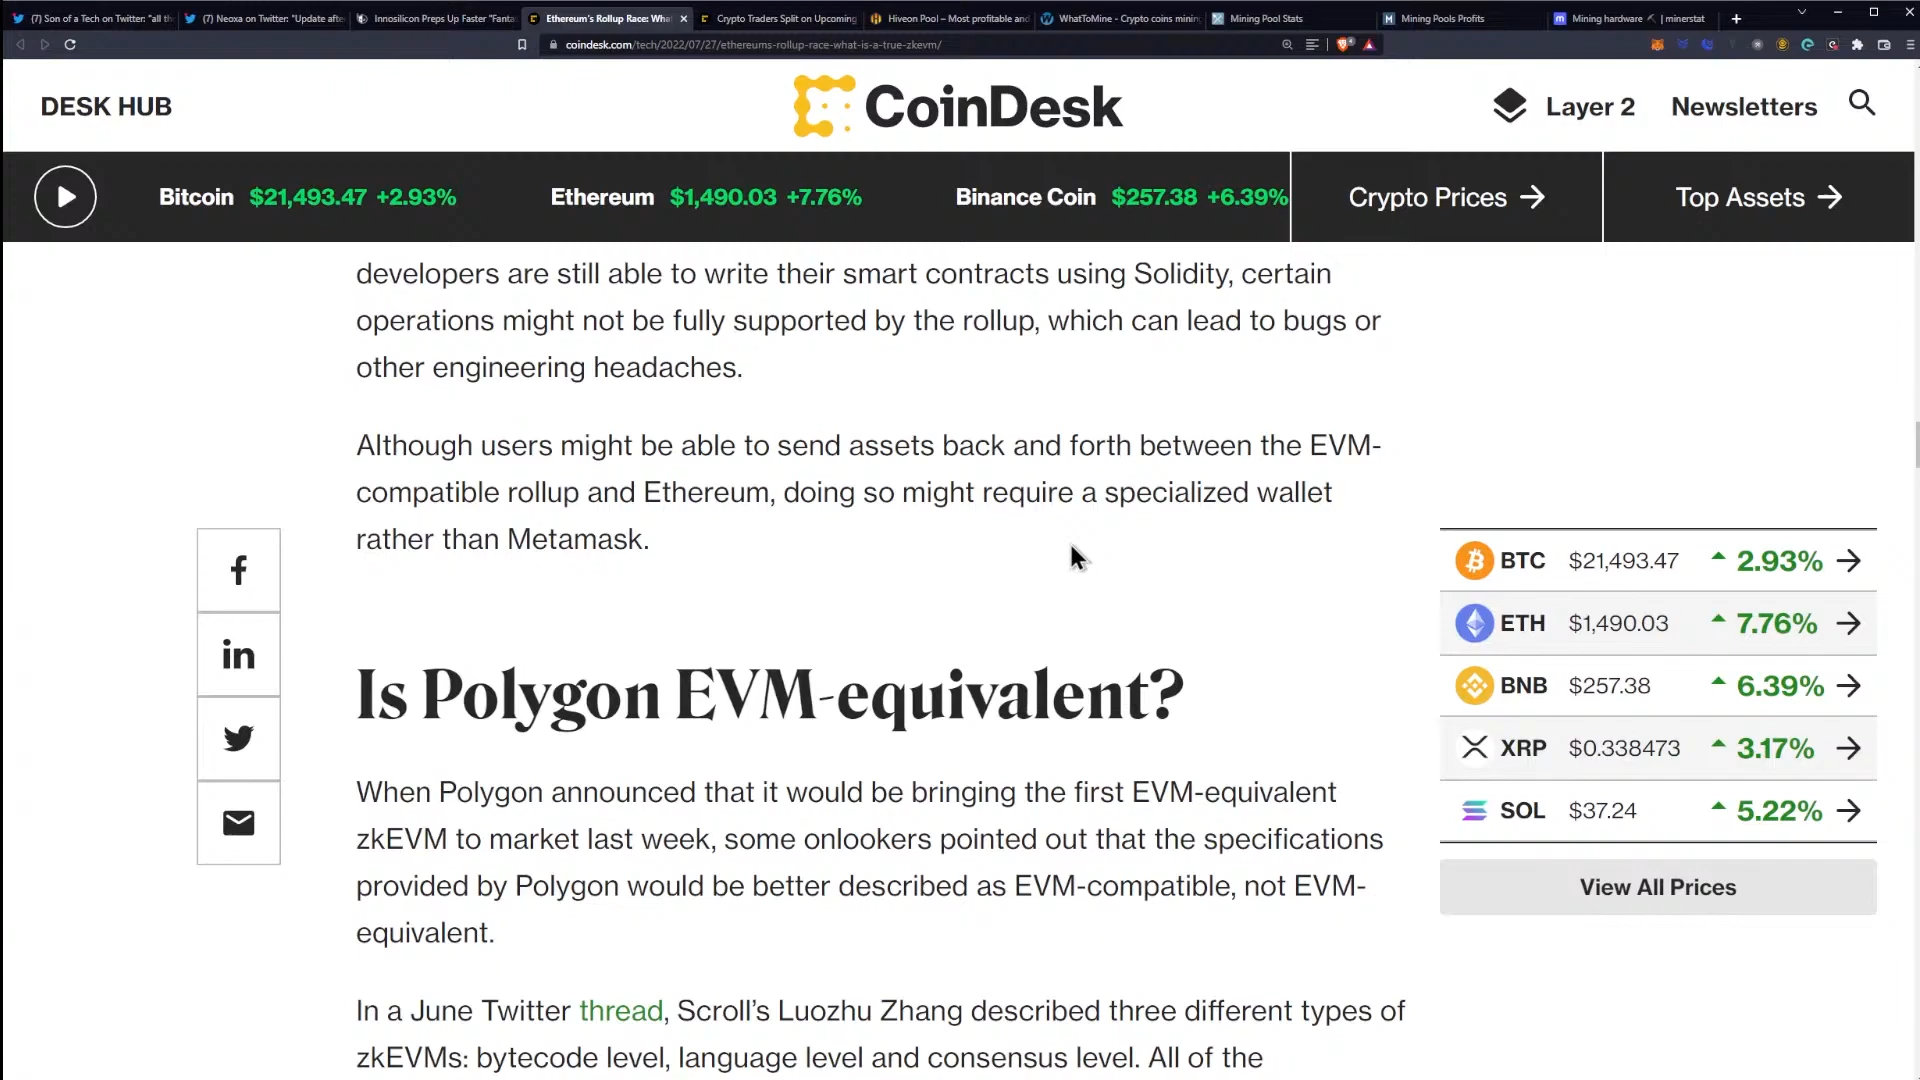 (7) Son of a Tech on Twitter: "all th
(7) Neoxa on Twitter: "Update afte
Innosilicon Preps Up Faster "Fanta
Ethereum's Rollup Race: Wha
Crypto Traders Split on Upcoming
Hiveon Pool – Most profitable and
WhatToMine - Crypto coins minin
Mining Pool Stats
Mining Pools Profits
Mining hardware ⛏ | minerstat
coindesk.com/tech/2022/07/27/ethereums-rollup-race-what-is-a-true-zkevm/
DESK HUB
CoinDesk
Layer 2
Newsletters
Bitcoin $21,493.47 +2.93%
Ethereum $1,490.03 +7.76%
Binance Coin $257.38 +6.39%
Crypto Prices →
Top Assets →
developers are still able to write their smart contracts using Solidity, certain
operations might not be fully supported by the rollup, which can lead to bugs or
other engineering headaches.
Although users might be able to send assets back and forth between the EVM-
compatible rollup and Ethereum, doing so might require a specialized wallet
rather than Metamask.
Is Polygon EVM-equivalent?
When Polygon announced that it would be bringing the first EVM-equivalent
zkEVM to market last week, some onlookers pointed out that the specifications
provided by Polygon would be better described as EVM-compatible, not EVM-
equivalent.
In a June Twitter thread, Scroll's Luozhu Zhang described three different types of
zkEVMs: bytecode level, language level and consensus level. All of the
BTC $21,493.47 2.93% →
ETH $1,490.03 7.76% →
BNB $257.38 6.39% →
XRP $0.338473 3.17% →
SOL $37.24 5.22% →
View All Prices